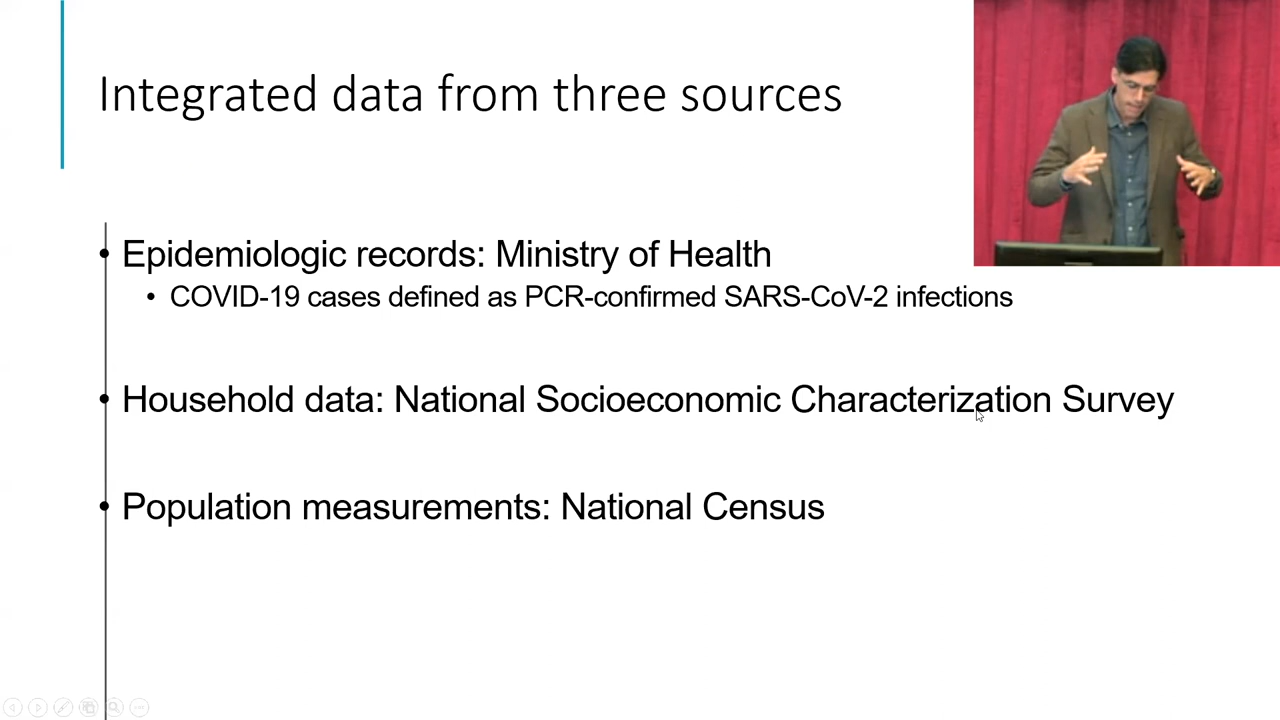 Integrated data from three sources
• Epidemiologic records: Ministry of Health
• COVID-19 cases defined as PCR-confirmed SARS-CoV-2 infections
• Household data: National Socioeconomic Characterization Survey
• Population measurements: National Census